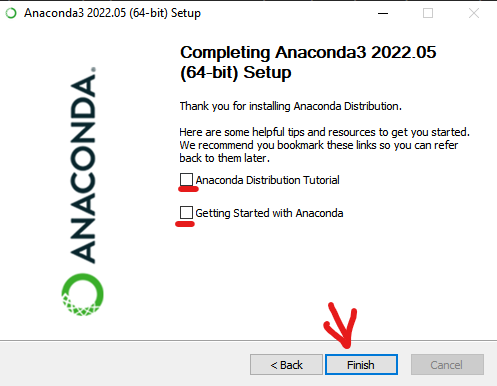 Anaconda3 2022.05 (64-bit) Setup
Completing Anaconda3 2022.05
(64-bit) Setup
Thank you for installing Anaconda Distribution.
Here are some helpful tips and resources to get you started.
We recommend you bookmark these links so you can refer
back to them later.
Anaconda Distribution Tutorial
Getting Started with Anaconda
ANACONDA.
< Back
Finish
Cancel